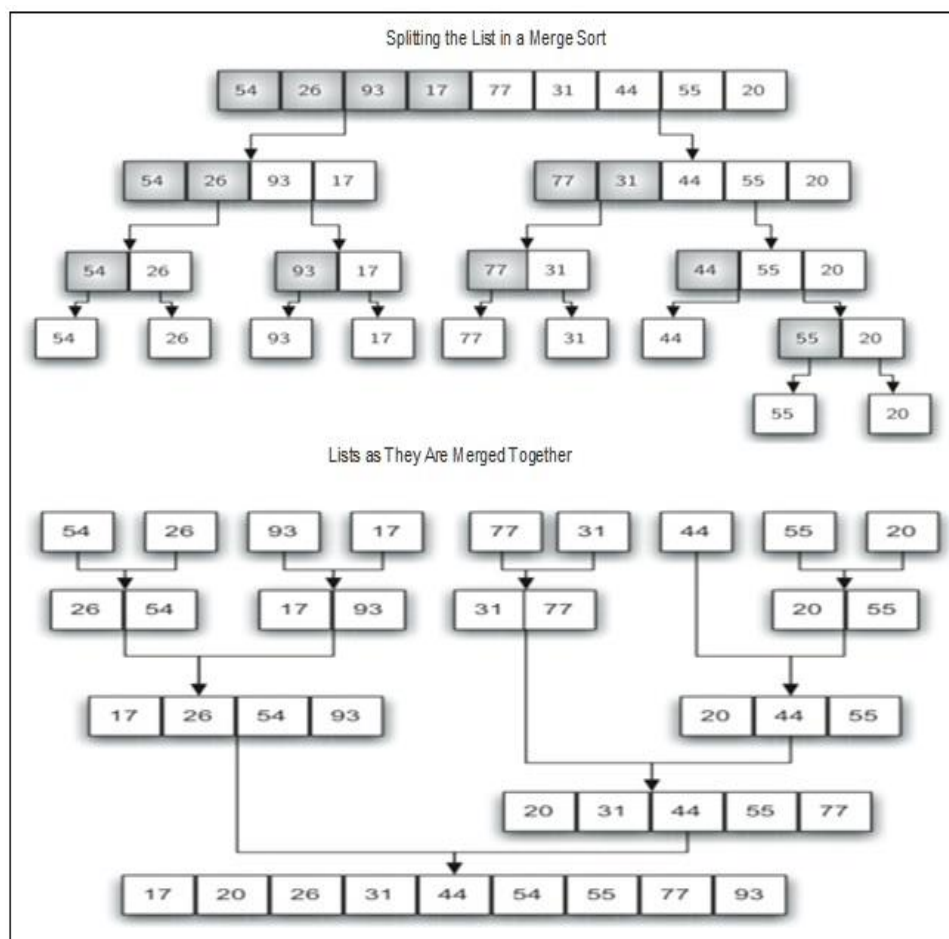 Splitting the List in a Merge Sort
54 26 93 17 77 31 44 55 20
54 26 93 17 77 31 44 55 20
54 26 93 17 77 31 44 55 20
54 26 93 17 77 31 44 55 20
55 20
Lists as They Are Merged Together
54 26 93 17 77 31 44 55 20
26 54 17 93 31 77 20 55
17 26 54 93 20 44 55
20 31 44 55 77
17 20 26 31 44 54 55 77 93